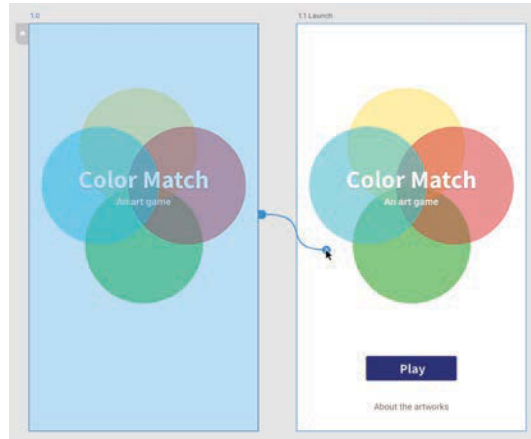 1.0
1.1 Launch
Color Match
An art game
Color Match
An art game
Play
About the artworks